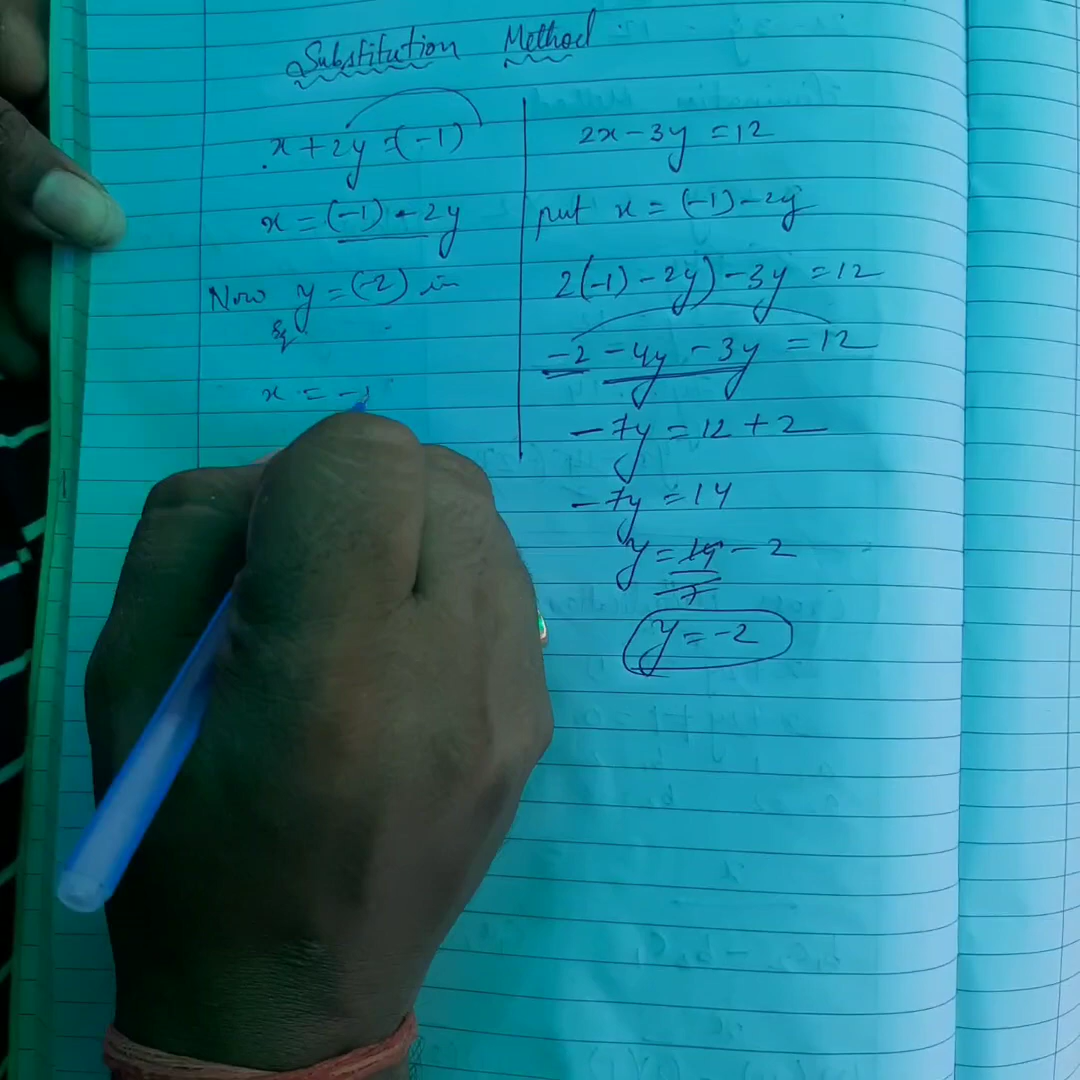 Substitution Method
x + 2y = (-1)
x = (-1) - 2y
Now y = (-2) in
Eq
x = -1
2x - 3y = 12
put x = (-1) - 2y
2(-1) - 2y) - 3y = 12
-2 - 4y - 3y = 12
-7y = 12 + 2
-7y = 14
y = 14 - 2
7
y = -2